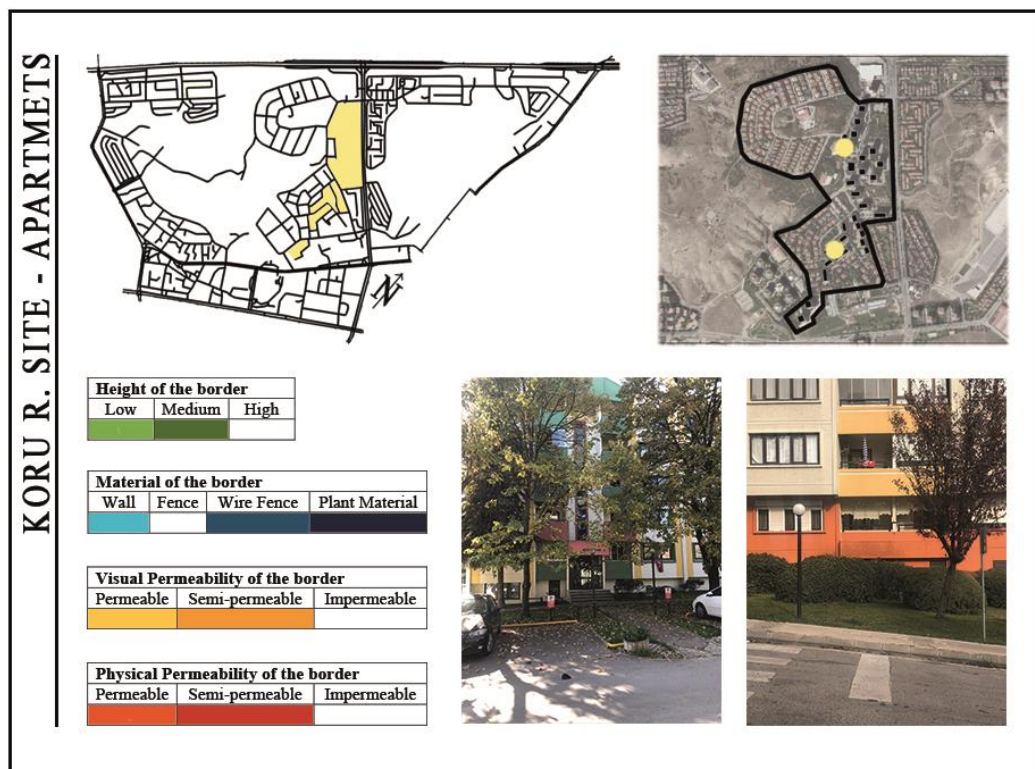 KORU R. SITE - APARTMETS
N
Height of the border
Low Medium High
Material of the border
Wall Fence Wire Fence Plant Material
Visual Permeability of the border
Permeable Semi-permeable Impermeable
Physical Permeability of the border
Permeable Semi-permeable Impermeable